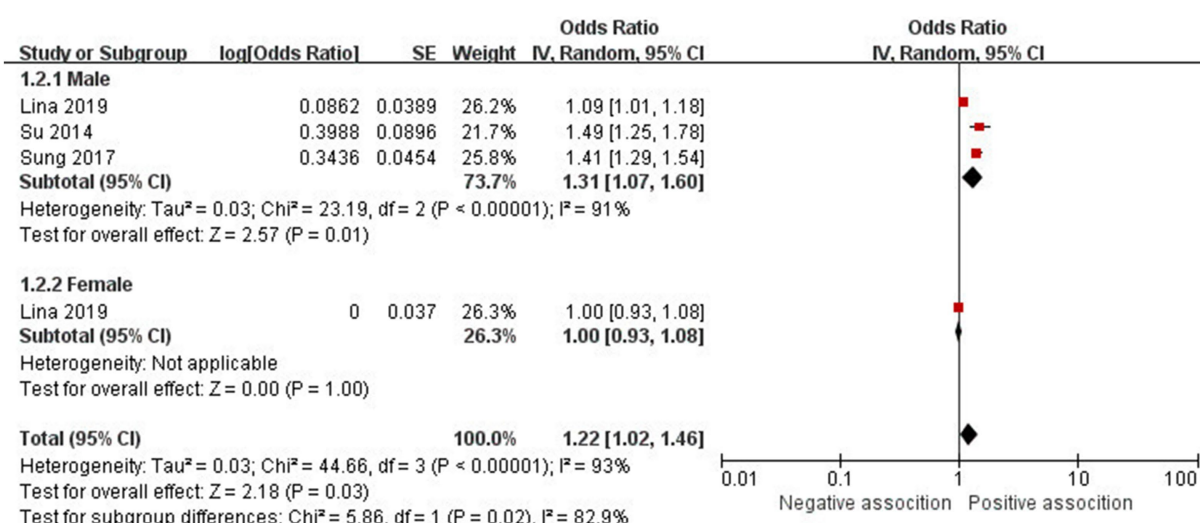 Odds Ratio Odds Ratio
Study or Subgroup log[Odds Ratio] SE Weight IV, Random, 95% CI IV, Random, 95% CI
1.2.1 Male
Lina 2019 0.0862 0.0389 26.2% 1.09 [1.01, 1.18]
Su 2014 0.3988 0.0896 21.7% 1.49 [1.25, 1.78]
Sung 2017 0.3436 0.0454 25.8% 1.41 [1.29, 1.54]
Subtotal (95% CI) 73.7% 1.31 [1.07, 1.60]
Heterogeneity: Tau² = 0.03; Chi² = 23.19, df = 2 (P < 0.00001); I² = 91%
Test for overall effect: Z = 2.57 (P = 0.01)
1.2.2 Female
Lina 2019 0 0.037 26.3% 1.00 [0.93, 1.08]
Subtotal (95% CI) 26.3% 1.00 [0.93, 1.08]
Heterogeneity: Not applicable
Test for overall effect: Z = 0.00 (P = 1.00)
Total (95% CI) 100.0% 1.22 [1.02, 1.46]
Heterogeneity: Tau² = 0.03; Chi² = 44.66, df = 3 (P < 0.00001); I² = 93%
Test for overall effect: Z = 2.18 (P = 0.03)
Test for subgroup differences: Chi² = 5.86, df = 1 (P = 0.02), I² = 82.9%
0.01 0.1 1 10 100
Negative assocition Positive assocition